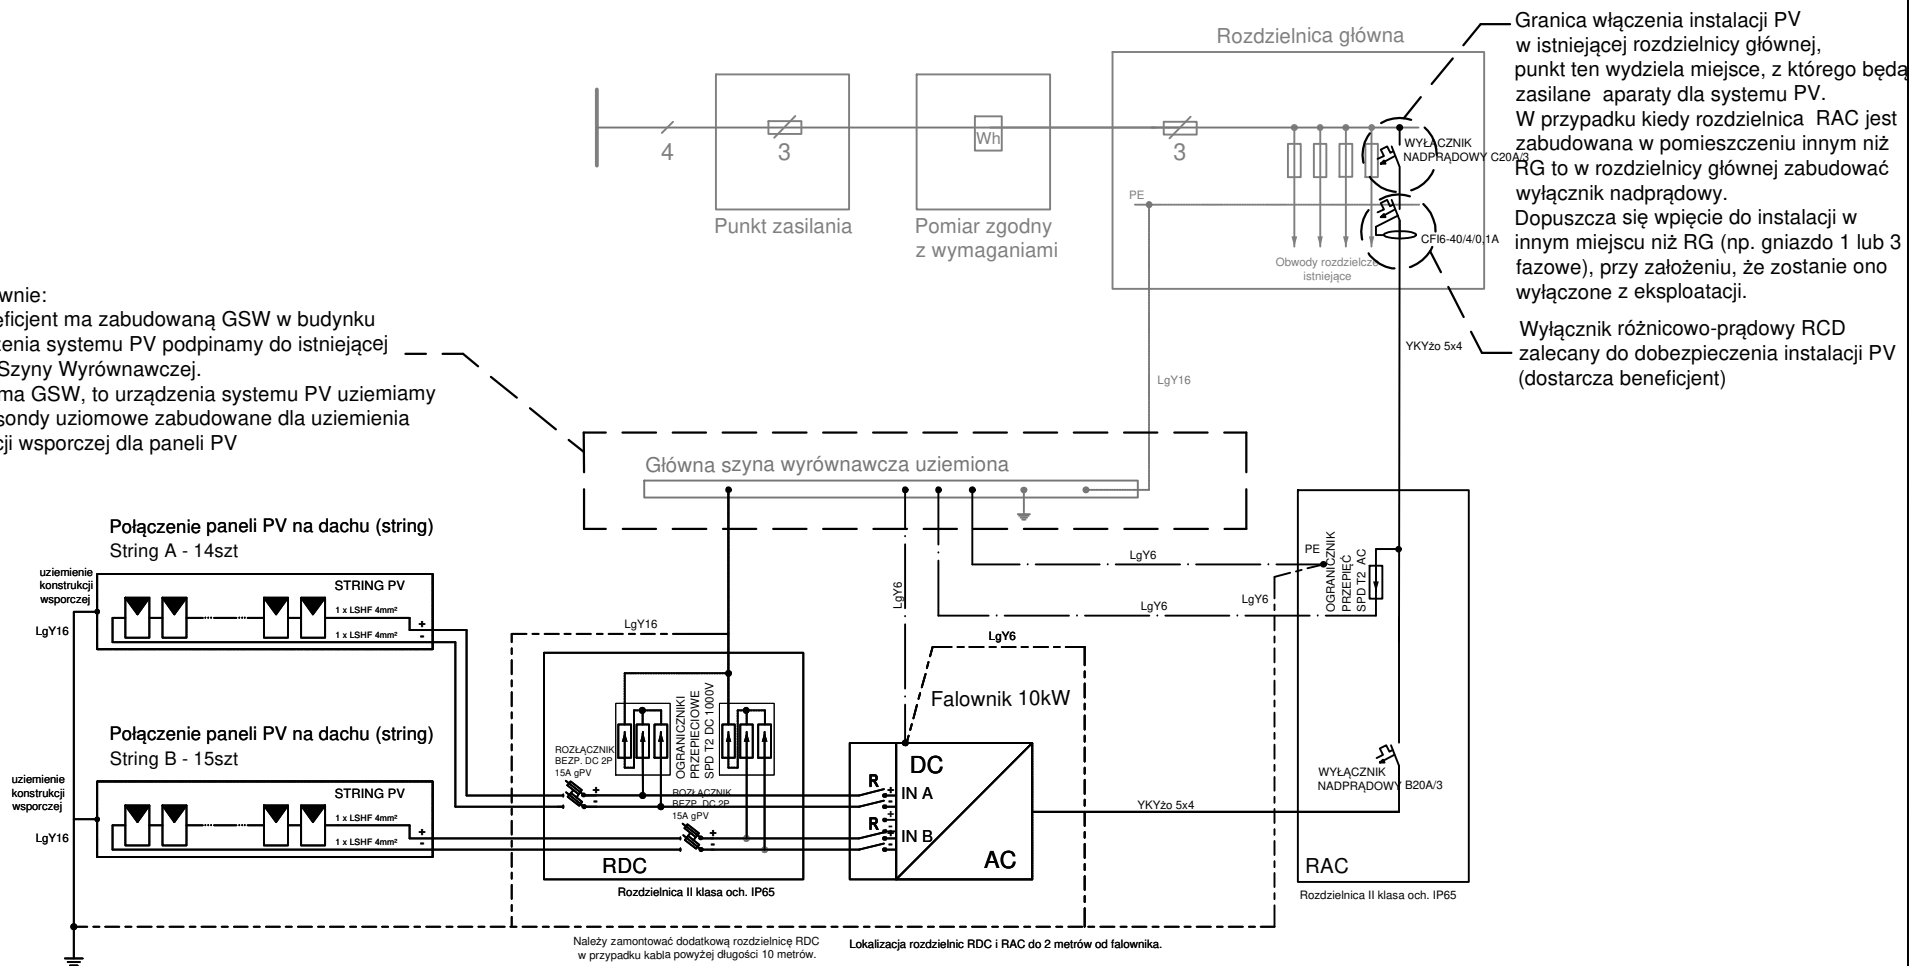 Rozdzielnica główna
Granica włączenia instalacji PV
w istniejącej rozdzielnicy głównej,
punkt ten wydziela miejsce, z którego będą
zasilane aparaty dla systemu PV.
W przypadku kiedy rozdzielnica RAC jest
zabudowana w pomieszczeniu innym niż
RG to w rozdzielnicy głównej zabudować
wyłącznik nadprądowy.
Dopuszcza się wpięcie do instalacji w
innym miejscu niż RG (np. gniazdo 1 lub 3
fazowe), przy założeniu, że zostanie ono
wyłączone z eksploatacji.
Wyłącznik różnicowo-prądowy RCD
zalecany do dobezpieczenia instalacji PV
(dostarcza beneficjent)
4
3
Wh
3
WYŁĄCZNIK
NADPRĄDOWY C20A/3
PE
CFI6-40/4/0,1A
Obwody rozdzielcze
istniejące
Punkt zasilania
Pomiar zgodny
z wymaganiami
YKYżo 5x4
LgY16
wnie:
eficjent ma zabudowaną GSW w budynku
zenia systemu PV podpinamy do istniejącej
Szyny Wyrównawczej.
ma GSW, to urządzenia systemu PV uziemiamy
sondy uziomowe zabudowane dla uziemienia
cji wsporczej dla paneli PV
Główna szyna wyrównawcza uziemiona
Połączenie paneli PV na dachu (string)
String A - 14szt
uziemienie
konstrukcji
wsporczej
LgY16
STRING PV
1 x LSHF 4mm²
1 x LSHF 4mm²
+
-
Połączenie paneli PV na dachu (string)
String B - 15szt
uziemienie
konstrukcji
wsporczej
LgY16
STRING PV
1 x LSHF 4mm²
1 x LSHF 4mm²
+
-
LgY16
LgY6
LgY6
LgY6
LgY6
LgY6
PE
OGRANICZNIK
PRZEPIĘĆ
SPD T2 AC
OGRANICZNIKI
PRZEPIECIOWE
SPD T2 DC 1000V
ROZŁĄCZNIK
BEZP. DC 2P
15A gPV
+
-
ROZŁĄCZNIK
BEZP. DC 2P
15A gPV
+
-
RDC
Rozdzielnica II klasa och. IP65
Falownik 10kW
DC
R
+
-
IN A
+
-
R
+
-
IN B
AC
YKYżo 5x4
WYŁĄCZNIK
NADPRĄDOWY B20A/3
RAC
Rozdzielnica II klasa och. IP65
Należy zamontować dodatkową rozdzielnicę RDC
w przypadku kabla powyżej długości 10 metrów.
Lokalizacja rozdzielnic RDC i RAC do 2 metrów od falownika.